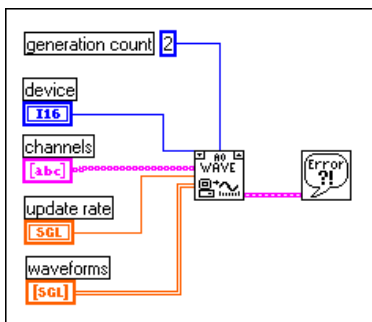 generation count 2
device
I16
channels
[abc]
AO
WAVE
Error
?!
update rate
SGL
waveforms
[SGL]